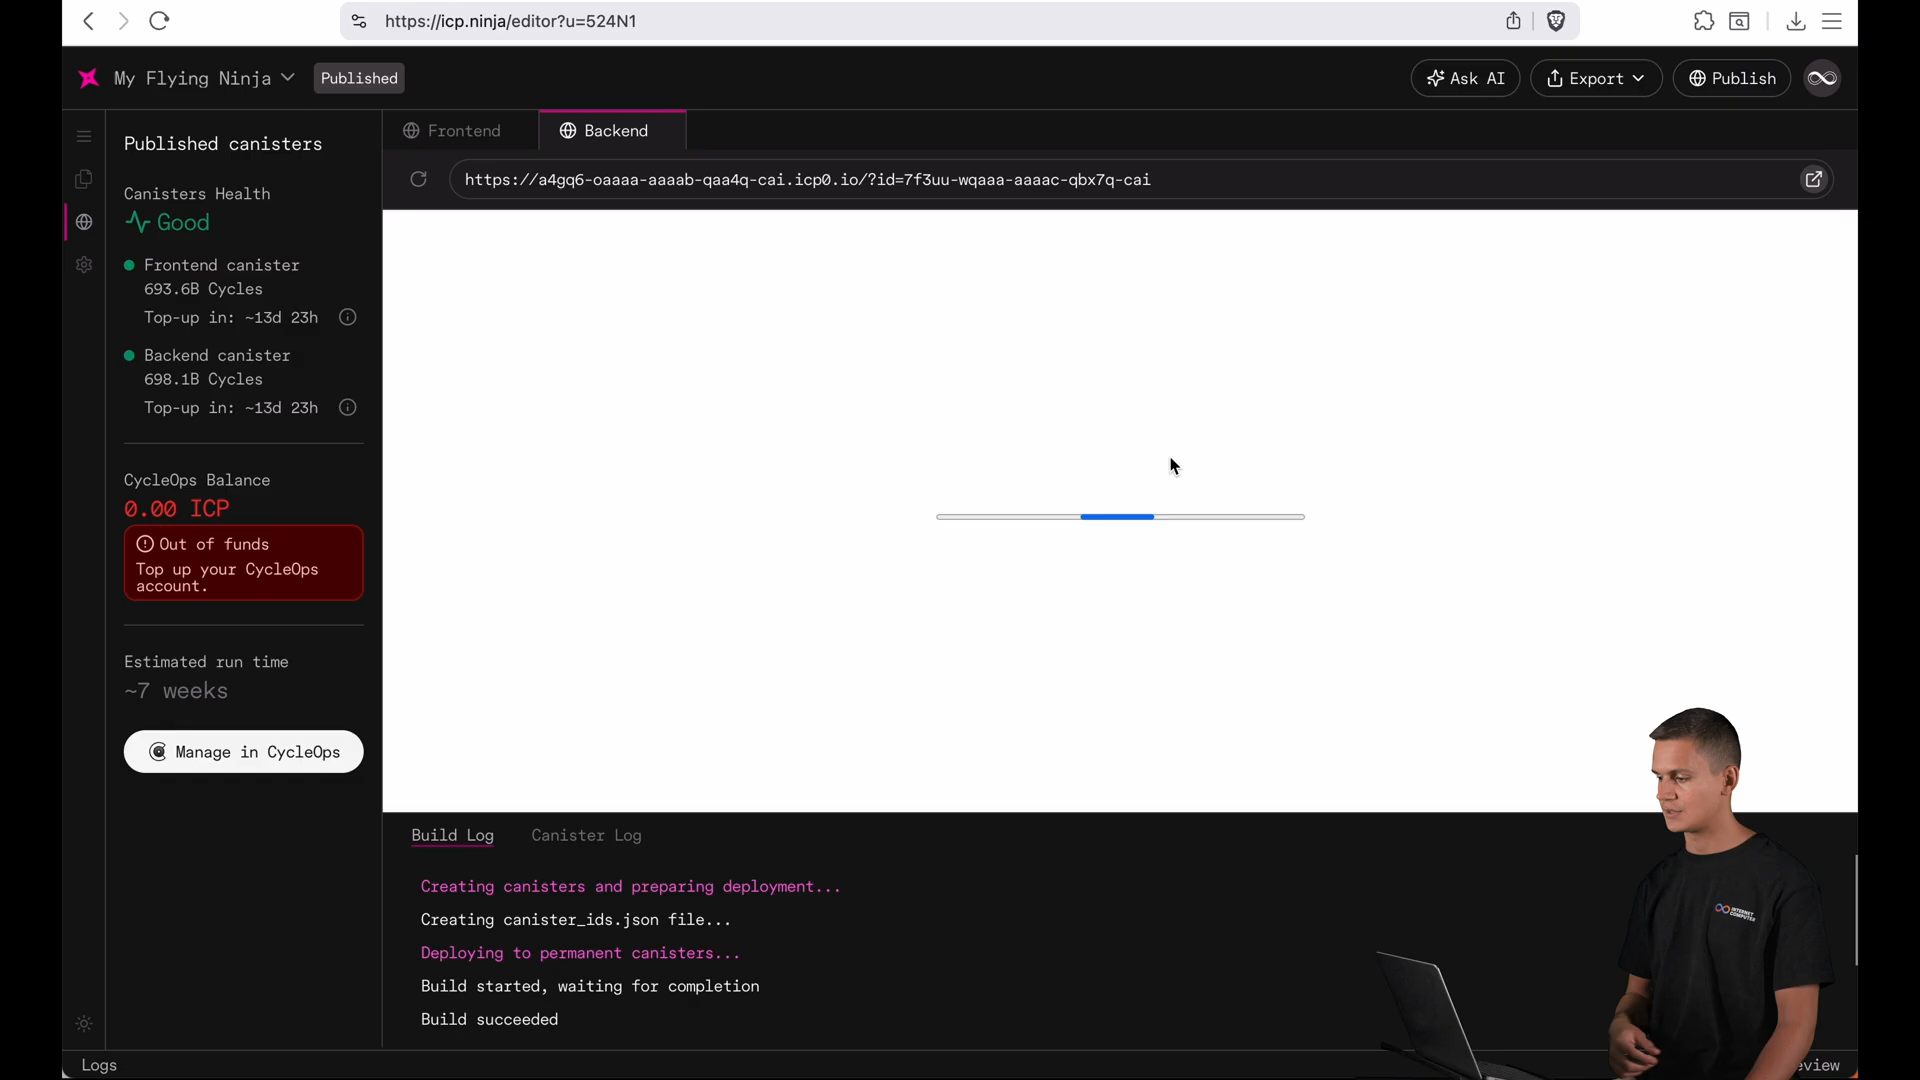 https://icp.ninja/editor?u=524N1
My Flying Ninja
Published
Ask AI
Export
Publish
Published canisters
Frontend
Backend
https://a4gq6-oaaaa-aaaab-qaa4q-cai.icp0.io/?id=7f3uu-wqaaa-aaaac-qbx7q-cai
Canisters Health
Good
Frontend canister
693.6B Cycles
Top-up in: ~13d 23h
Backend canister
698.1B Cycles
Top-up in: ~13d 23h
CycleOps Balance
0.00 ICP
Out of funds
Top up your CycleOps
account.
Estimated run time
~7 weeks
Manage in CycleOps
Build Log
Canister Log
Creating canisters and preparing deployment...
Creating canister_ids.json file...
Deploying to permanent canisters...
Build started, waiting for completion
Build succeeded
INTERNET
COMPUTER
Logs
eview